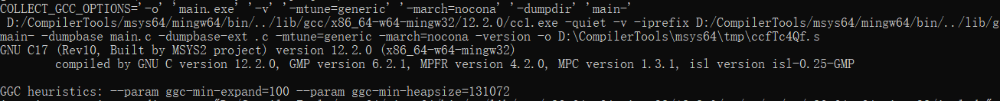 COLLECT_GCC_OPTIONS='-o' 'main.exe' '-v' '-mtune=generic' '-march=nocona' '-dumpdir' 'main-'
 D:/CompilerTools/msys64/mingw64/bin/../lib/gcc/x86_64-w64-mingw32/12.2.0/cc1.exe -quiet -v -iprefix D:/CompilerTools/msys64/mingw64/bin/../lib/g
main- -dumpbase main.c -dumpbase-ext .c -mtune=generic -march=nocona -version -o D:\CompilerTools\msys64\tmp\ccfTc4Qf.s
GNU C17 (Rev10, Built by MSYS2 project) version 12.2.0 (x86_64-w64-mingw32)
        compiled by GNU C version 12.2.0, GMP version 6.2.1, MPFR version 4.2.0, MPC version 1.3.1, isl version isl-0.25-GMP
GGC heuristics: --param ggc-min-expand=100 --param ggc-min-heapsize=131072